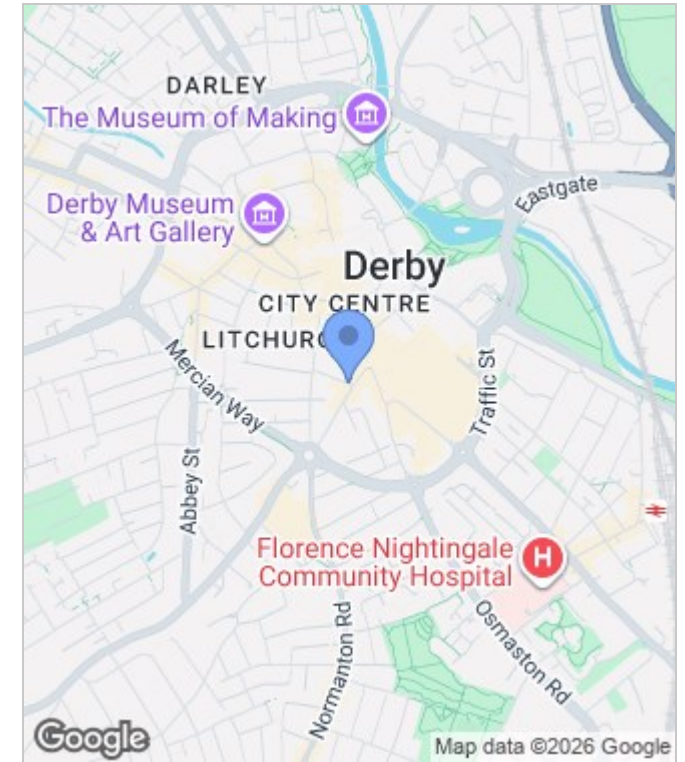 DARLEY
The Museum of Making
Derby Museum
& Art Gallery
Eastgate
Derby
CITY CENTRE
LITCHURC
Mercian Way
Traffic St
Abbey St
Florence Nightingale
Community Hospital
H
Normanton Rd
Osmaston Rd
Google
Map data ©2026 Google